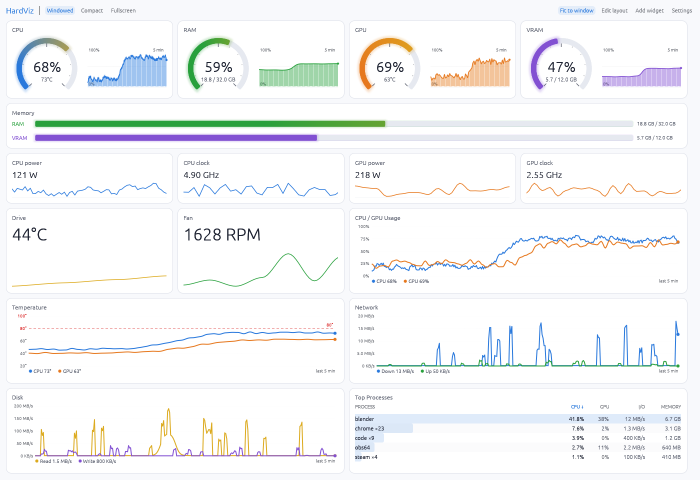 HardViz Windowed Compact Fullscreen Fit to window Edit layout Add widget Settings
CPU
100% 5 min
68%
73°C
0%
RAM
100% 5 min
59%
18.8 / 32.0 GB
0%
GPU
100% 5 min
69%
63°C
0%
VRAM
100% 5 min
47%
5.7 / 12.0 GB
0%
Memory
RAM 18.8 GB / 32.0 GB
VRAM 5.7 GB / 12.0 GB
CPU power
121 W
CPU clock
4.90 GHz
GPU power
218 W
GPU clock
2.55 GHz
Drive
44°C
Fan
1628 RPM
CPU / GPU Usage
100%
75%
50%
25%
0%
CPU 68% GPU 69% last 5 min
Temperature
100°
80° 80°
60°
40°
20°
CPU 73° GPU 63° last 5 min
Network
20 MB/s
15 MB/s
10 MB/s
5 MB/s
0 KB/s
Down 13 MB/s Up 50 KB/s last 5 min
Disk
200 MB/s
150 MB/s
100 MB/s
50 MB/s
0 KB/s
Read 1.5 MB/s Write 800 KB/s last 5 min
Top Processes
PROCESS CPU ↓ GPU I/O MEMORY
blender 41.8% 38% 12 MB/s 6.7 GB
chrome ×23 7.6% 2% 1.3 MB/s 3.1 GB
code ×9 3.9% 0% 400 KB/s 1.2 GB
obs64 2.7% 11% 2.2 MB/s 640 MB
steam ×4 1.1% 0% 100 KB/s 410 MB